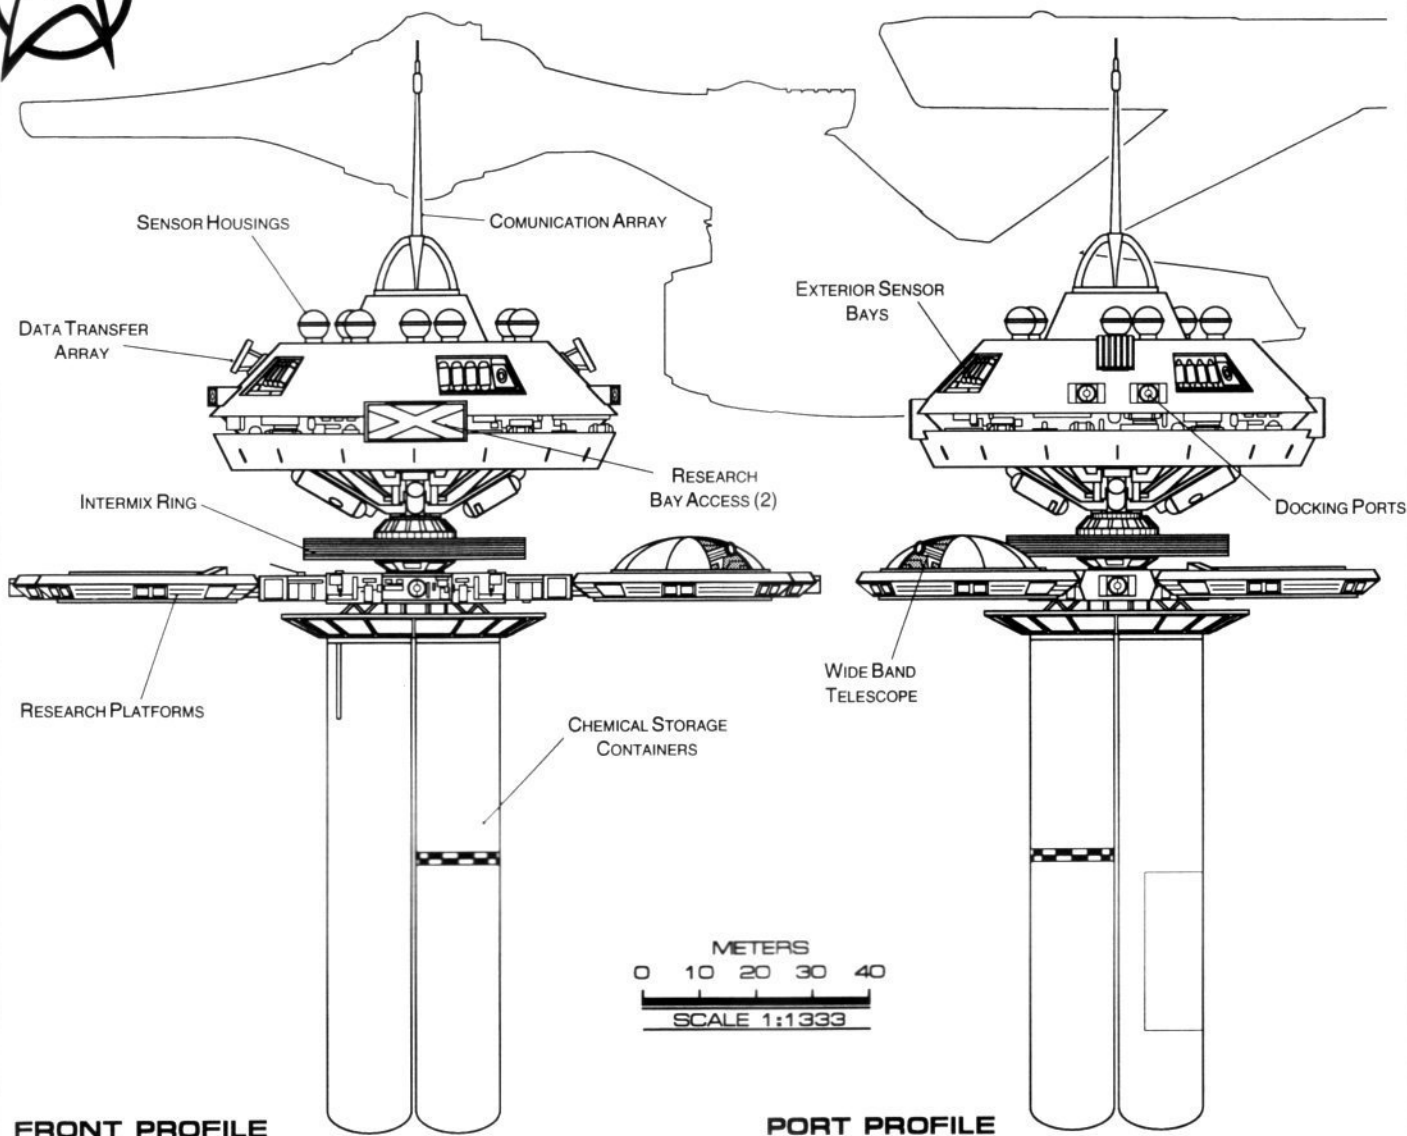 SENSOR HOUSINGS
COMUNICATION ARRAY
DATA TRANSFER
ARRAY
EXTERIOR SENSOR
BAYS
INTERMIX RING
RESEARCH
BAY ACCESS (2)
DOCKING PORTS
RESEARCH PLATFORMS
WIDE BAND
TELESCOPE
CHEMICAL STORAGE
CONTAINERS
METERS
0 10 20 30 40
SCALE 1:1333
FRONT PROFILE
PORT PROFILE